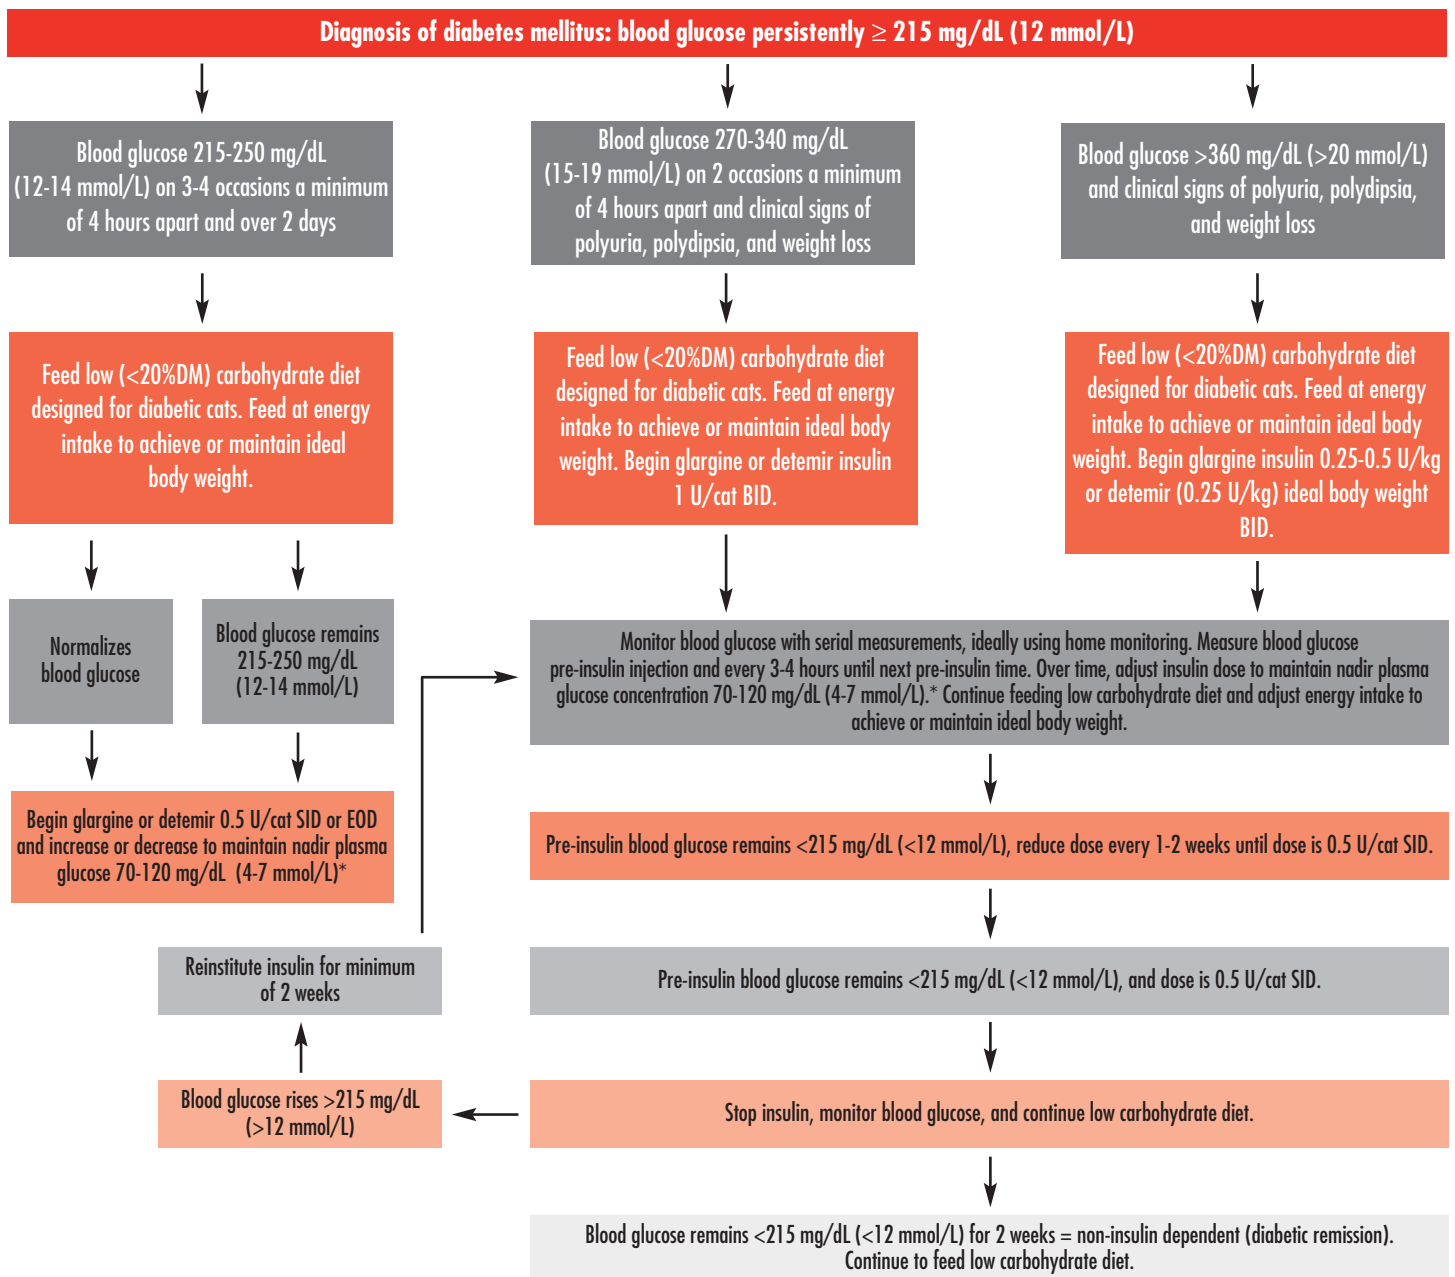 Diagnosis of diabetes mellitus: blood glucose persistently ≥ 215 mg/dL (12 mmol/L)
Blood glucose 215-250 mg/dL
(12-14 mmol/L) on 3-4 occasions a minimum
of 4 hours apart and over 2 days
Blood glucose 270-340 mg/dL
(15-19 mmol/L) on 2 occasions a minimum
of 4 hours apart and clinical signs of
polyuria, polydipsia, and weight loss
Blood glucose >360 mg/dL (>20 mmol/L)
and clinical signs of polyuria, polydipsia,
and weight loss
Feed low (<20%DM) carbohydrate diet
designed for diabetic cats. Feed at energy
intake to achieve or maintain ideal
body weight.
Feed low (<20%DM) carbohydrate diet
designed for diabetic cats. Feed at energy
intake to achieve or maintain ideal body
weight. Begin glargine or detemir insulin
1 U/cat BID.
Feed low (<20%DM) carbohydrate diet
designed for diabetic cats. Feed at energy
intake to achieve or maintain ideal body
weight. Begin glargine insulin 0.25-0.5 U/kg
or detemir (0.25 U/kg) ideal body weight
BID.
Normalizes
blood glucose
Blood glucose remains
215-250 mg/dL
(12-14 mmol/L)
Monitor blood glucose with serial measurements, ideally using home monitoring. Measure blood glucose
pre-insulin injection and every 3-4 hours until next pre-insulin time. Over time, adjust insulin dose to maintain nadir plasma
glucose concentration 70-120 mg/dL (4-7 mmol/L).* Continue feeding low carbohydrate diet and adjust energy intake to
achieve or maintain ideal body weight.
Begin glargine or detemir 0.5 U/cat SID or EOD
and increase or decrease to maintain nadir plasma
glucose 70-120 mg/dL (4-7 mmol/L)*
Pre-insulin blood glucose remains <215 mg/dL (<12 mmol/L), reduce dose every 1-2 weeks until dose is 0.5 U/cat SID.
Reinstitute insulin for minimum
of 2 weeks
Pre-insulin blood glucose remains <215 mg/dL (<12 mmol/L), and dose is 0.5 U/cat SID.
Blood glucose rises >215 mg/dL
(>12 mmol/L)
Stop insulin, monitor blood glucose, and continue low carbohydrate diet.
Blood glucose remains <215 mg/dL (<12 mmol/L) for 2 weeks = non-insulin dependent (diabetic remission).
Continue to feed low carbohydrate diet.